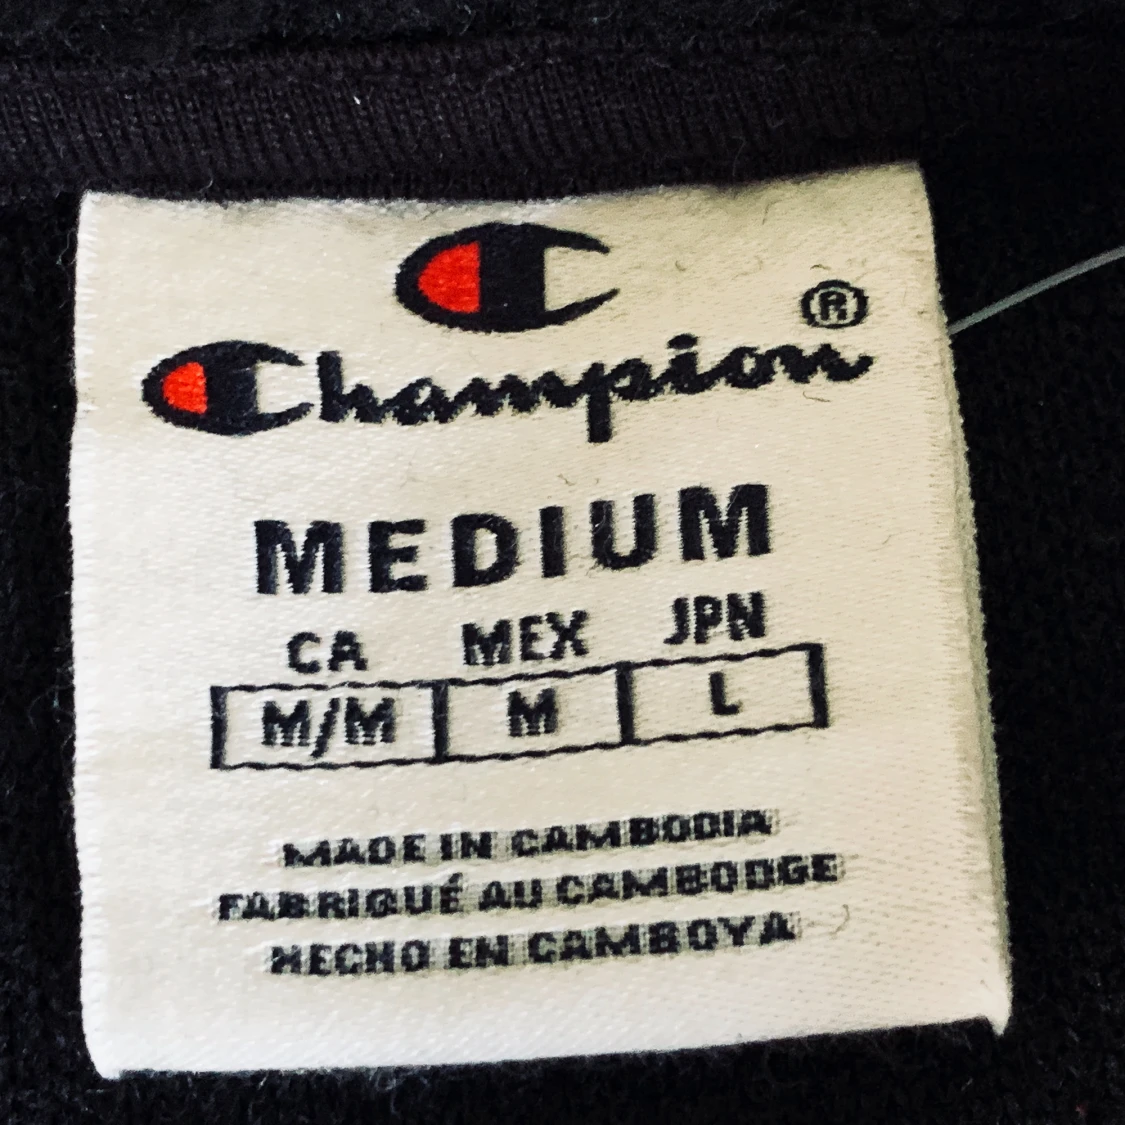 Champion®
MEDIUM
CA MEX JPN
M/M M L
MADE IN CAMBODIA
FABRIQUÉ AU CAMBODGE
HECHO EN CAMBOYA